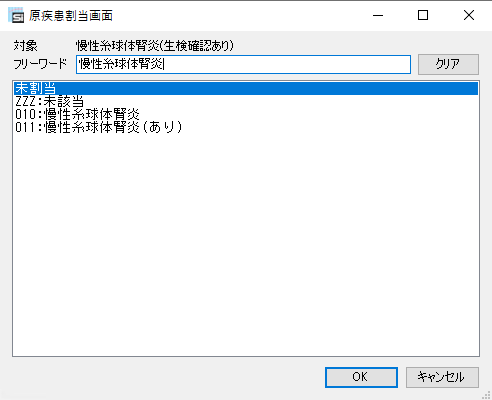 原疾患割当画面
対象 慢性糸球体腎炎(生検確認あり)
フリーワード 慢性糸球体腎炎 クリア
未割当
ZZZ:未該当
010:慢性糸球体腎炎
011:慢性糸球体腎炎(あり)
OK キャンセル